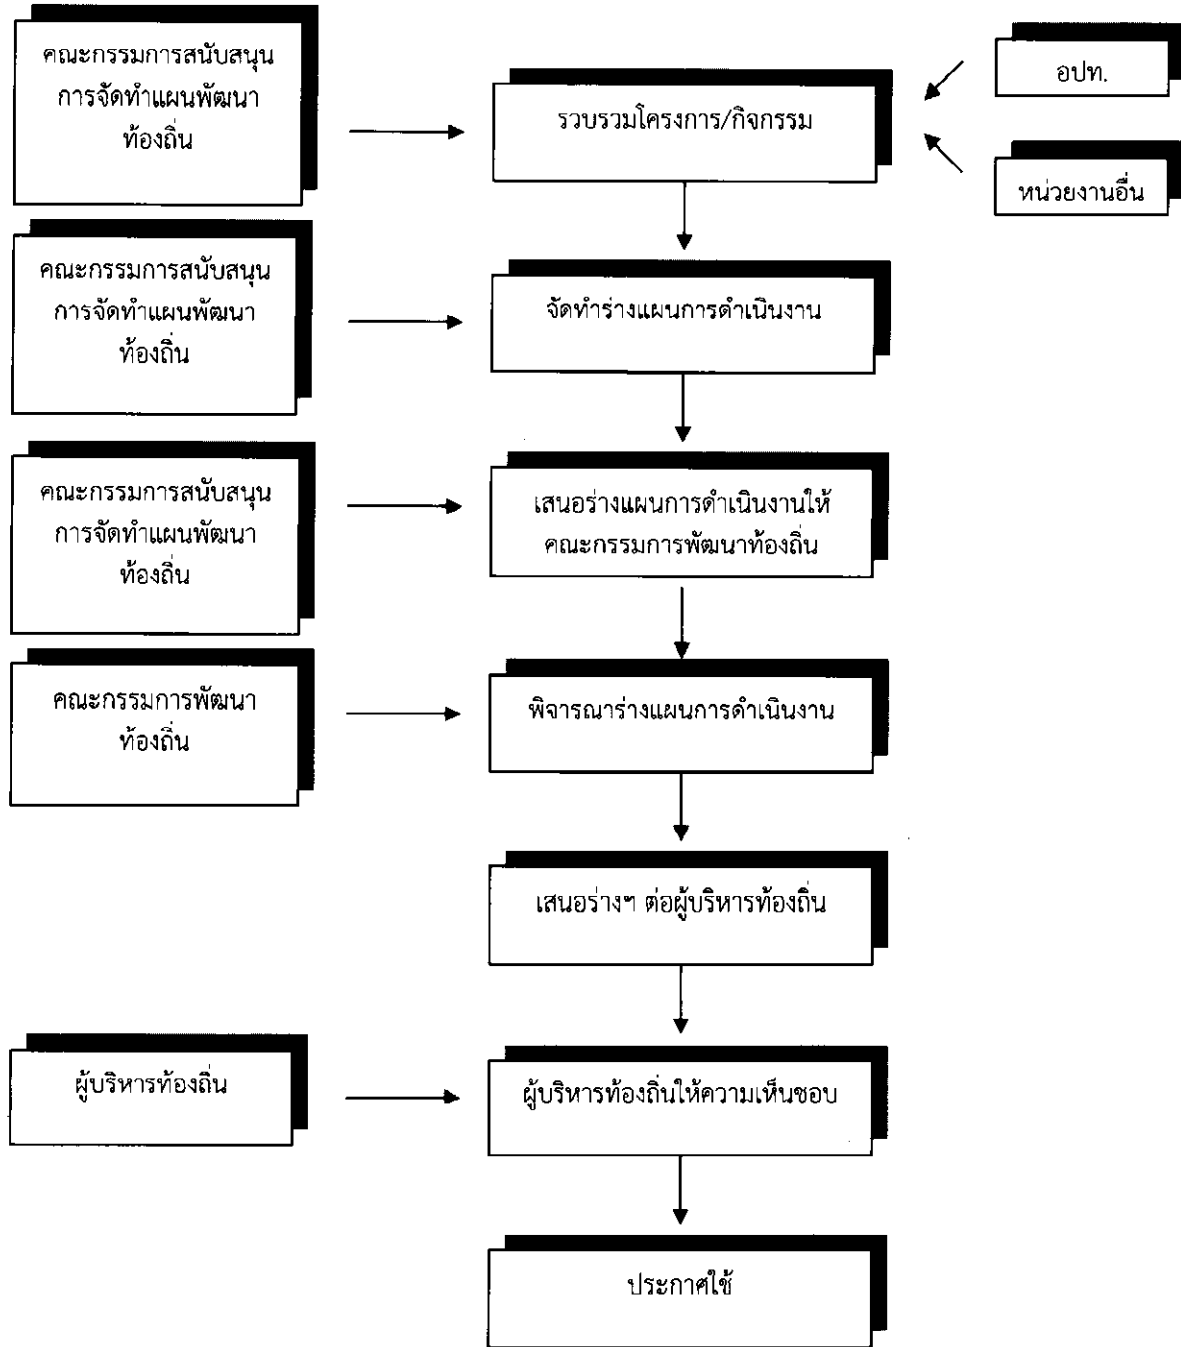 คณะกรรมการสนับสนุน
การจัดทำแผนพัฒนา
ท้องถิ่น
รวบรวมโครงการ/กิจกรรม
อปท.
หน่วยงานอื่น
คณะกรรมการสนับสนุน
การจัดทำแผนพัฒนา
ท้องถิ่น
จัดทำร่างแผนการดำเนินงาน
คณะกรรมการสนับสนุน
การจัดทำแผนพัฒนา
ท้องถิ่น
เสนอร่างแผนการดำเนินงานให้
คณะกรรมการพัฒนาท้องถิ่น
คณะกรรมการพัฒนา
ท้องถิ่น
พิจารณาร่างแผนการดำเนินงาน
เสนอร่างฯ ต่อผู้บริหารท้องถิ่น
ผู้บริหารท้องถิ่น
ผู้บริหารท้องถิ่นให้ความเห็นชอบ
ประกาศใช้